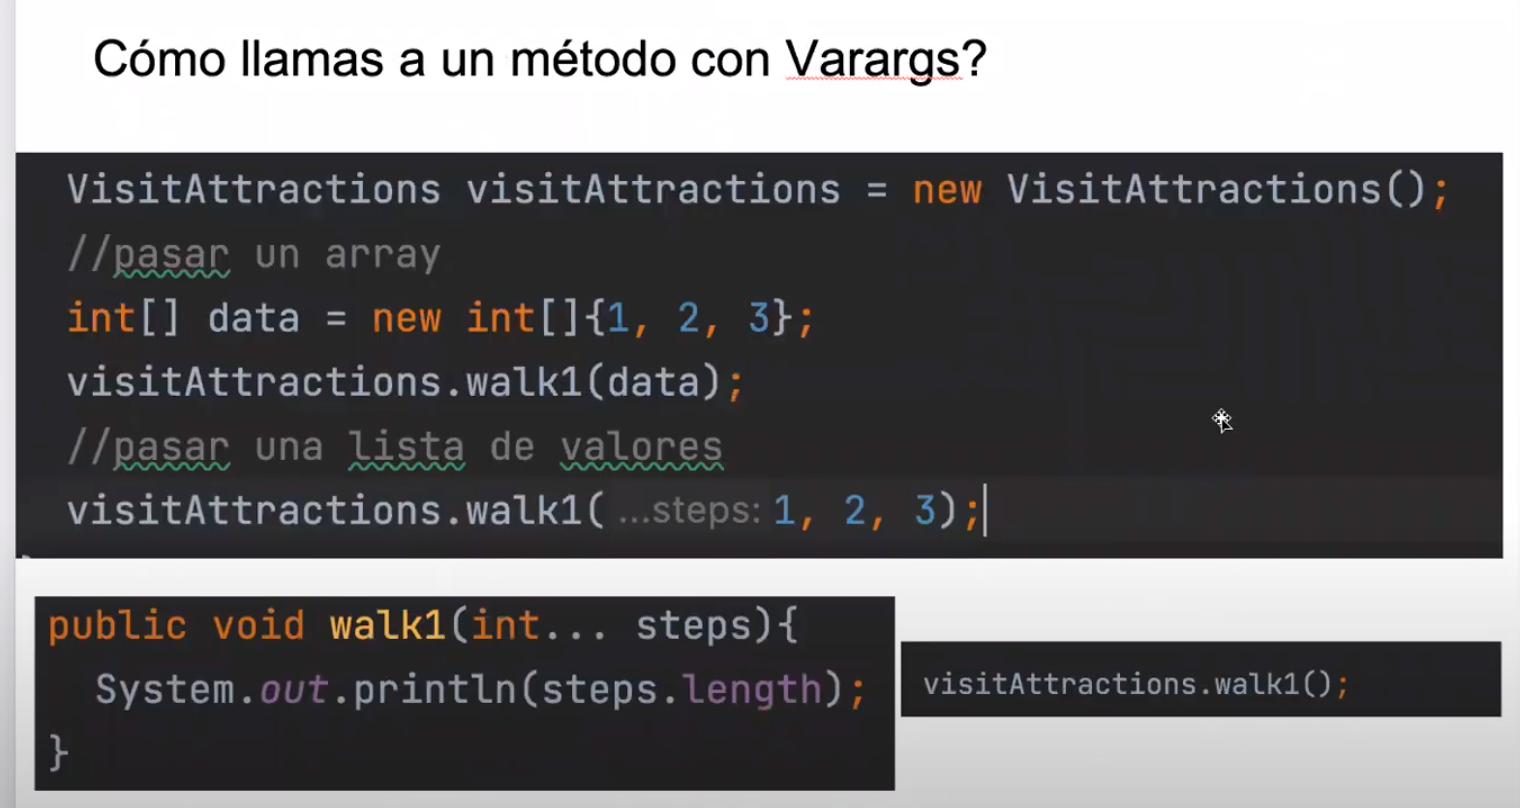 Cómo llamas a un método con Varargs?
VisitAttractions visitAttractions = new VisitAttractions();
//pasar un array
int[] data = new int[]{1, 2, 3};
visitAttractions.walk1(data);
//pasar una lista de valores
visitAttractions.walk1( ...steps: 1, 2, 3);
public void walk1(int... steps){
System.out.println(steps.length);
}
visitAttractions.walk1();